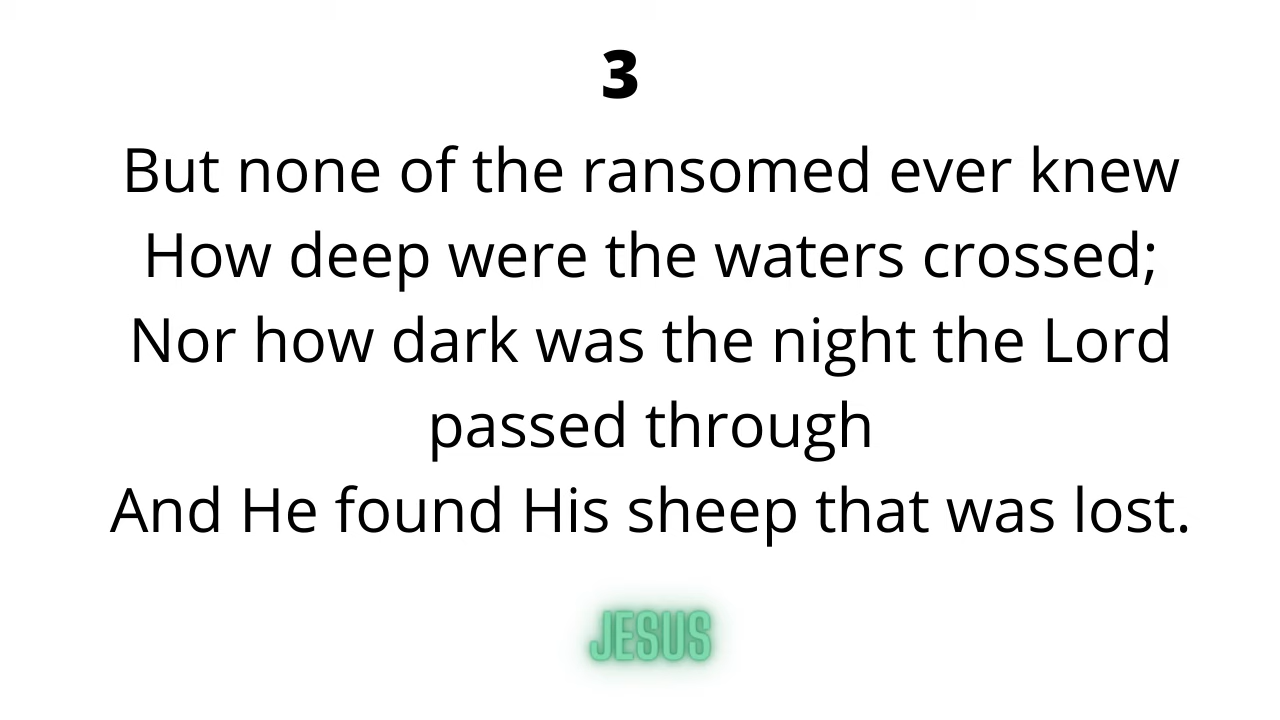 3
But none of the ransomed ever knew
How deep were the waters crossed;
Nor how dark was the night the Lord
passed through
And He found His sheep that was lost.
JESUS